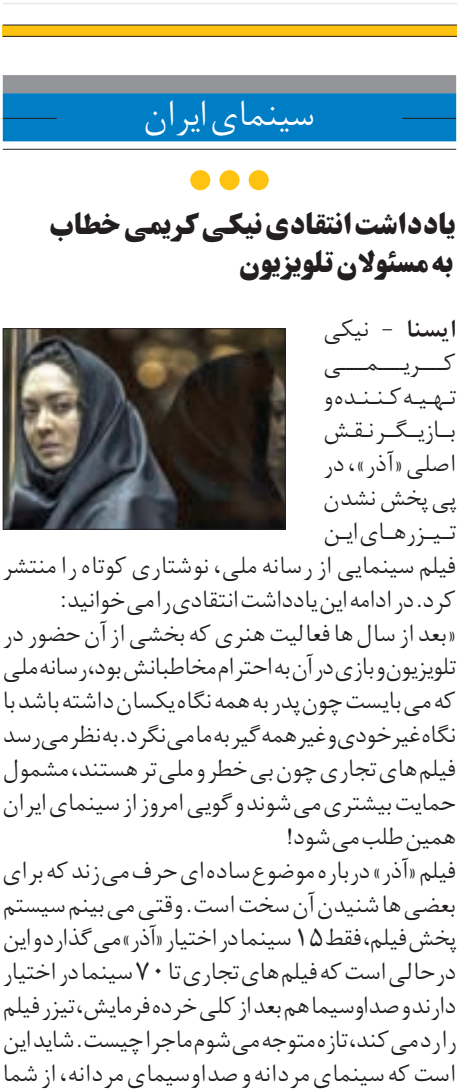 سینمای ایران
یادداشت انتقادی نیکی کریمی خطاب
به مسئولان تلویزیون
ایسنا - نیکی
کریمی
تهیه‌کننده و
بازیگر نقش
اصلی «آذر»، در
پی پخش نشدن
تیزرهای این
فیلم سینمایی از رسانه ملی، نوشتاری کوتاه را منتشر
کرد. در ادامه این یادداشت انتقادی را می خوانید:
«بعد از سال ها فعالیت هنری که بخشی از آن حضور در
تلویزیون و بازی در آن به احترام مخاطبانش بود، رسانه ملی
که می بایست چون پدر به همه نگاه یکسان داشته باشد با
نگاه غیر خودی و غیر همه گیر به ما می نگرد. به نظر می رسد
فیلم های تجاری چون بی خطر و ملی تر هستند، مشمول
حمایت بیشتری می شوند و گویی امروز از سینمای ایران
همین طلب می شود!
فیلم «آذر» درباره موضوع ساده ای حرف می زند که برای
بعضی ها شنیدن آن سخت است. وقتی می بینم سیستم
پخش فیلم، فقط ۱۵ سینما در اختیار «آذر» می گذارد و این
در حالی است که فیلم های تجاری تا ۷۰ سینما در اختیار
دارند و صداوسیما هم بعد از کلی خرده فرمایش، تیزر فیلم
را رد می کند، تازه متوجه می شوم ماجرا چیست. شاید این
است که سینمای مردانه و صداوسیمای مردانه، از شما